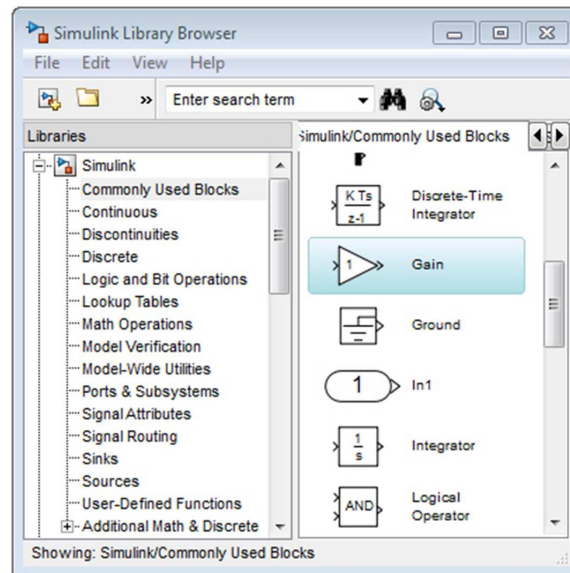 Simulink Library Browser
File Edit View Help
» Enter search term
Libraries
Simulink/Commonly Used Blocks
Simulink
Commonly Used Blocks
Continuous
Discontinuities
Discrete
Logic and Bit Operations
Lookup Tables
Math Operations
Model Verification
Model-Wide Utilities
Ports & Subsystems
Signal Attributes
Signal Routing
Sinks
Sources
User-Defined Functions
Additional Math & Discrete
K Ts
z-1
Discrete-Time
Integrator
1
Gain
Ground
1
In1
1
s
Integrator
AND
Logical
Operator
Showing: Simulink/Commonly Used Blocks